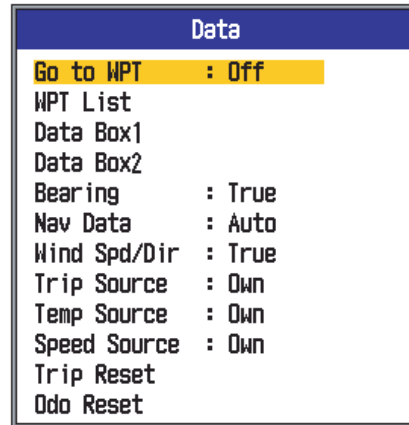 Data
Go to WPT : Off
WPT List
Data Box1
Data Box2
Bearing : True
Nav Data : Auto
Wind Spd/Dir : True
Trip Source : Own
Temp Source : Own
Speed Source : Own
Trip Reset
Odo Reset